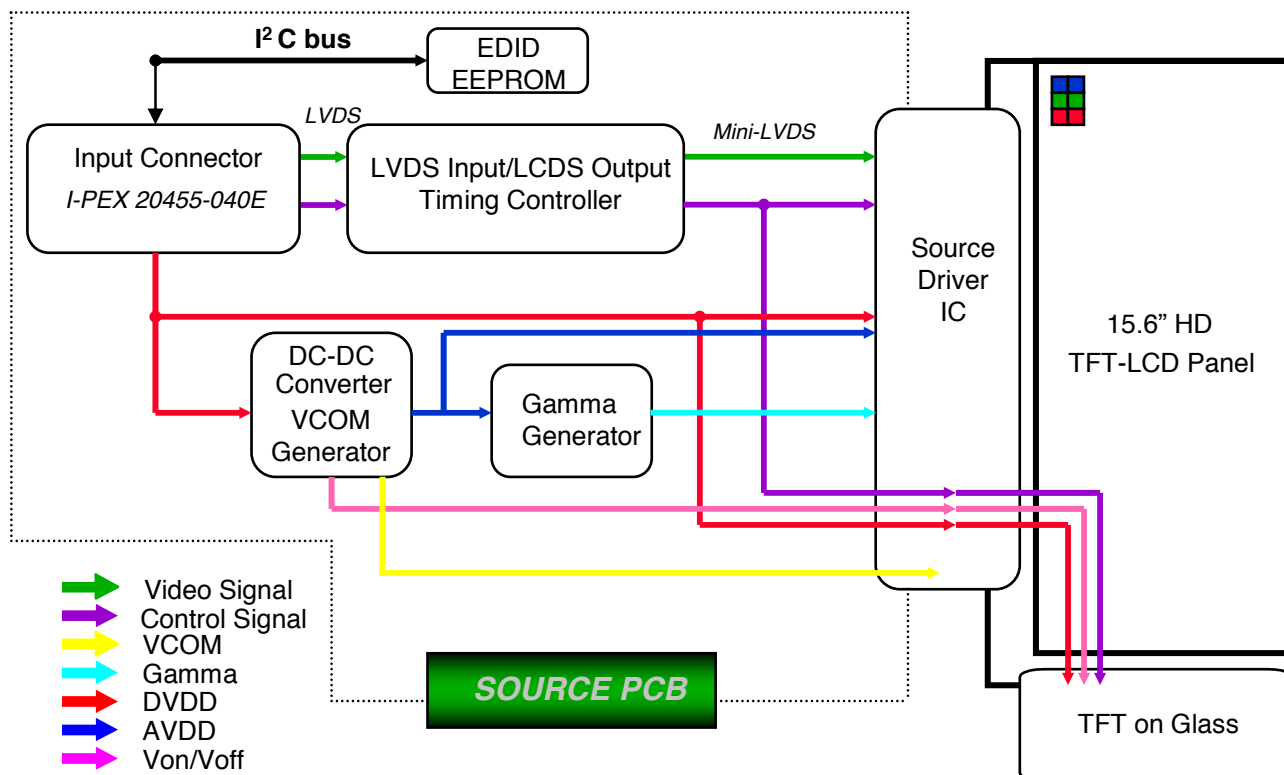 I² C bus
EDID
EEPROM
LVDS
Mini-LVDS
Input Connector
I-PEX 20455-040E
LVDS Input/LCDS Output
Timing Controller
Source
Driver
IC
15.6” HD
TFT-LCD Panel
DC-DC
Converter
VCOM
Generator
Gamma
Generator
Video Signal
Control Signal
VCOM
Gamma
DVDD
AVDD
Von/Voff
SOURCE PCB
TFT on Glass